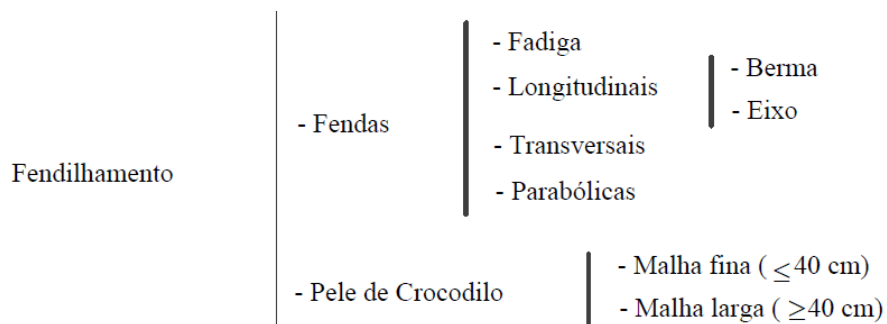 Fendilhamento
- Fendas
- Fadiga
- Longitudinais
- Berma
- Eixo
- Transversais
- Parabólicas
- Pele de Crocodilo
- Malha fina ( ≤40 cm)
- Malha larga ( ≥40 cm)